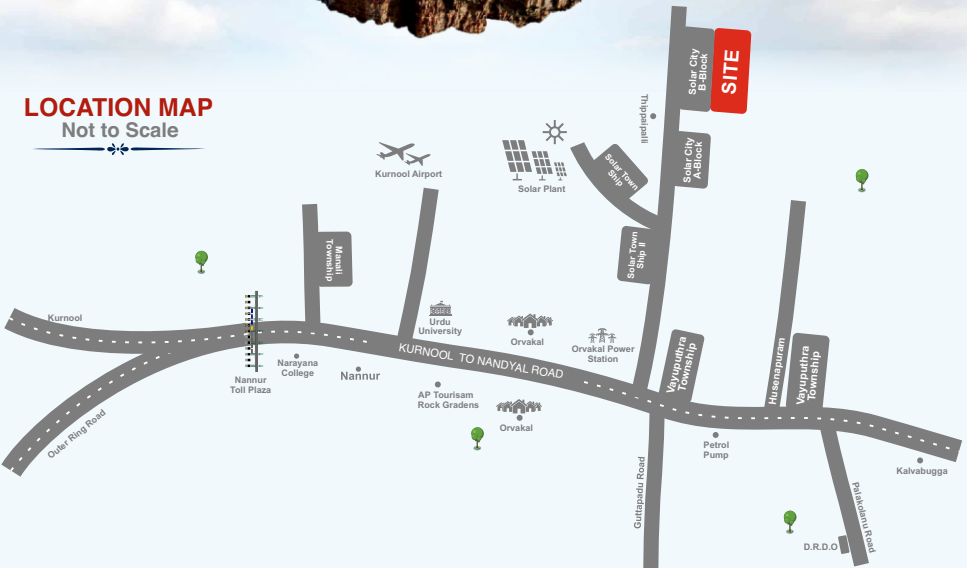 LOCATION MAP
Not to Scale
Kurnool Airport
Solar Plant
Solar Town
Ship
Thippaipalli
Solar City
B-Block
SITE
Solar City
A-Block
Solar Town
Ship II
Manali
Township
Kurnool
Outer Ring Road
Nannur
Toll Plaza
Narayana
College
Nannur
Urdu
University
Orvakal
Orvakal Power
Station
KURNOOL TO NANDYAL ROAD
AP Tourisam
Rock Gradens
Orvakal
Vayuputhra
Township
Husenapuram
Vayuputhra
Township
Petrol
Pump
Kalvabugga
Guttapadu Road
Palakolanu Road
D.R.D.O